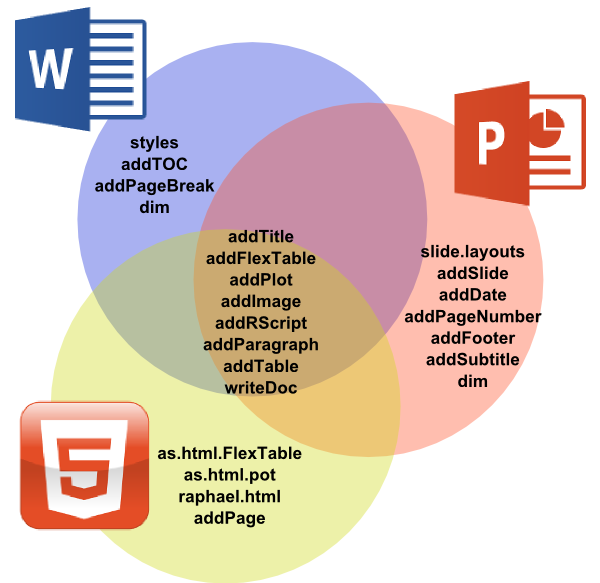 W
P
styles
addTOC
addPageBreak
dim
addTitle
addFlexTable
addPlot
addImage
addRScript
addParagraph
addTable
writeDoc
slide.layouts
addSlide
addDate
addPageNumber
addFooter
addSubtitle
dim
5
as.html.FlexTable
as.html.pot
raphael.html
addPage